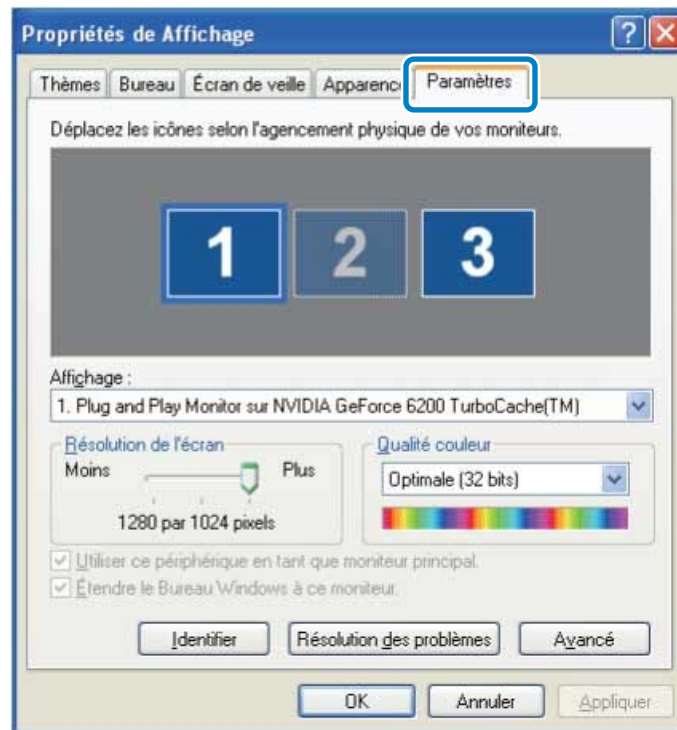 Propriétés de Affichage
Thèmes Bureau Écran de veille Apparence Paramètres
Déplacez les icônes selon l'agencement physique de vos moniteurs.
1 2 3
Affichage :
1. Plug and Play Monitor sur NVIDIA GeForce 6200 TurboCache(TM)
Résolution de l'écran
Moins Plus
1280 par 1024 pixels
Qualité couleur
Optimale (32 bits)
Utiliser ce périphérique en tant que moniteur principal.
Étendre le Bureau Windows à ce moniteur.
Identifier Résolution des problèmes Avancé
OK Annuler Appliquer